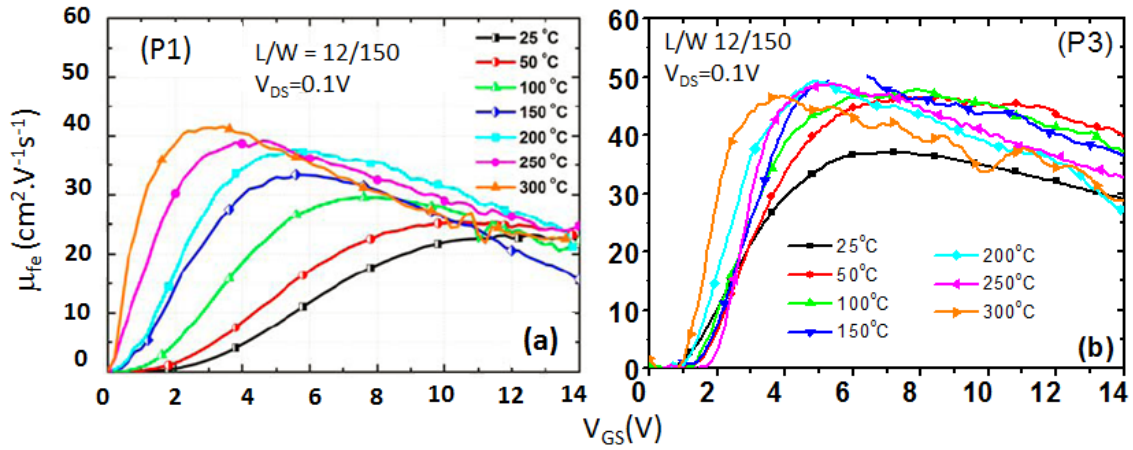 (P1)
L/W = 12/150
V_DS=0.1V
25 °C
50 °C
100 °C
150 °C
200 °C
250 °C
300 °C
60
50
40
30
20
10
0
μ_fe (cm².V⁻¹s⁻¹)
0 2 4 6 8 10 12 14
(a)
(P3)
L/W 12/150
V_DS=0.1V
60
50
40
30
20
10
0
25°C
50°C
100°C
150°C
200°C
250°C
300°C
(b)
0 2 4 6 8 10 12 14
V_GS(V)